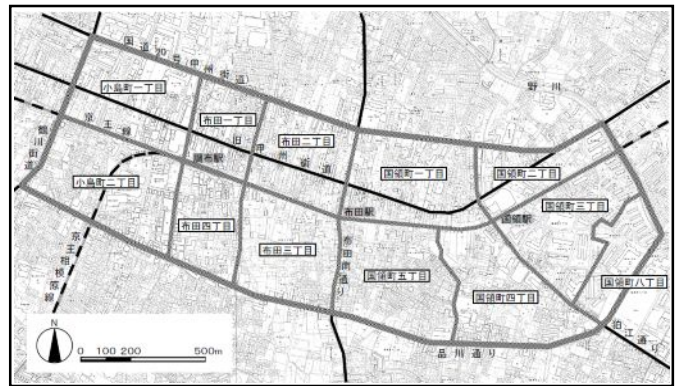 国道20号(甲州街道)
小島町一丁目
布田一丁目
布田二丁目
野川
京王線
旧甲州街道
鶴川街道
調布駅
国領町一丁目
国領町二丁目
小島町二丁目
布田駅
国領駅
国領町三丁目
布田四丁目
布田三丁目
布田南通り
京王相模原線
国領町五丁目
国領町四丁目
国領町八丁目
狛江通り
品川通り
N
0 100 200 500m